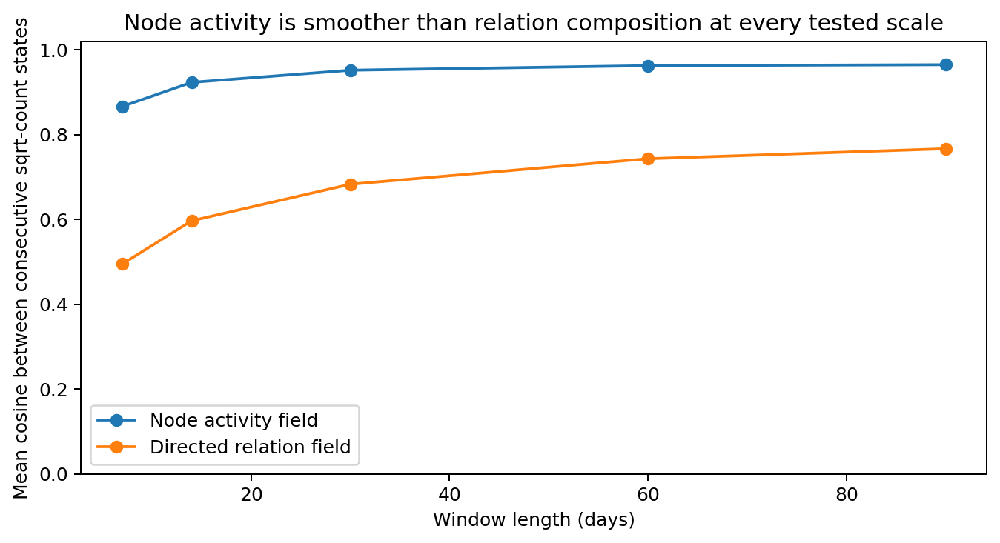 Node activity is smoother than relation composition at every tested scale
Mean cosine between consecutive sqrt-count states
1.0
0.8
0.6
0.4
0.2
0.0
Node activity field
Directed relation field
20
40
60
80
Window length (days)